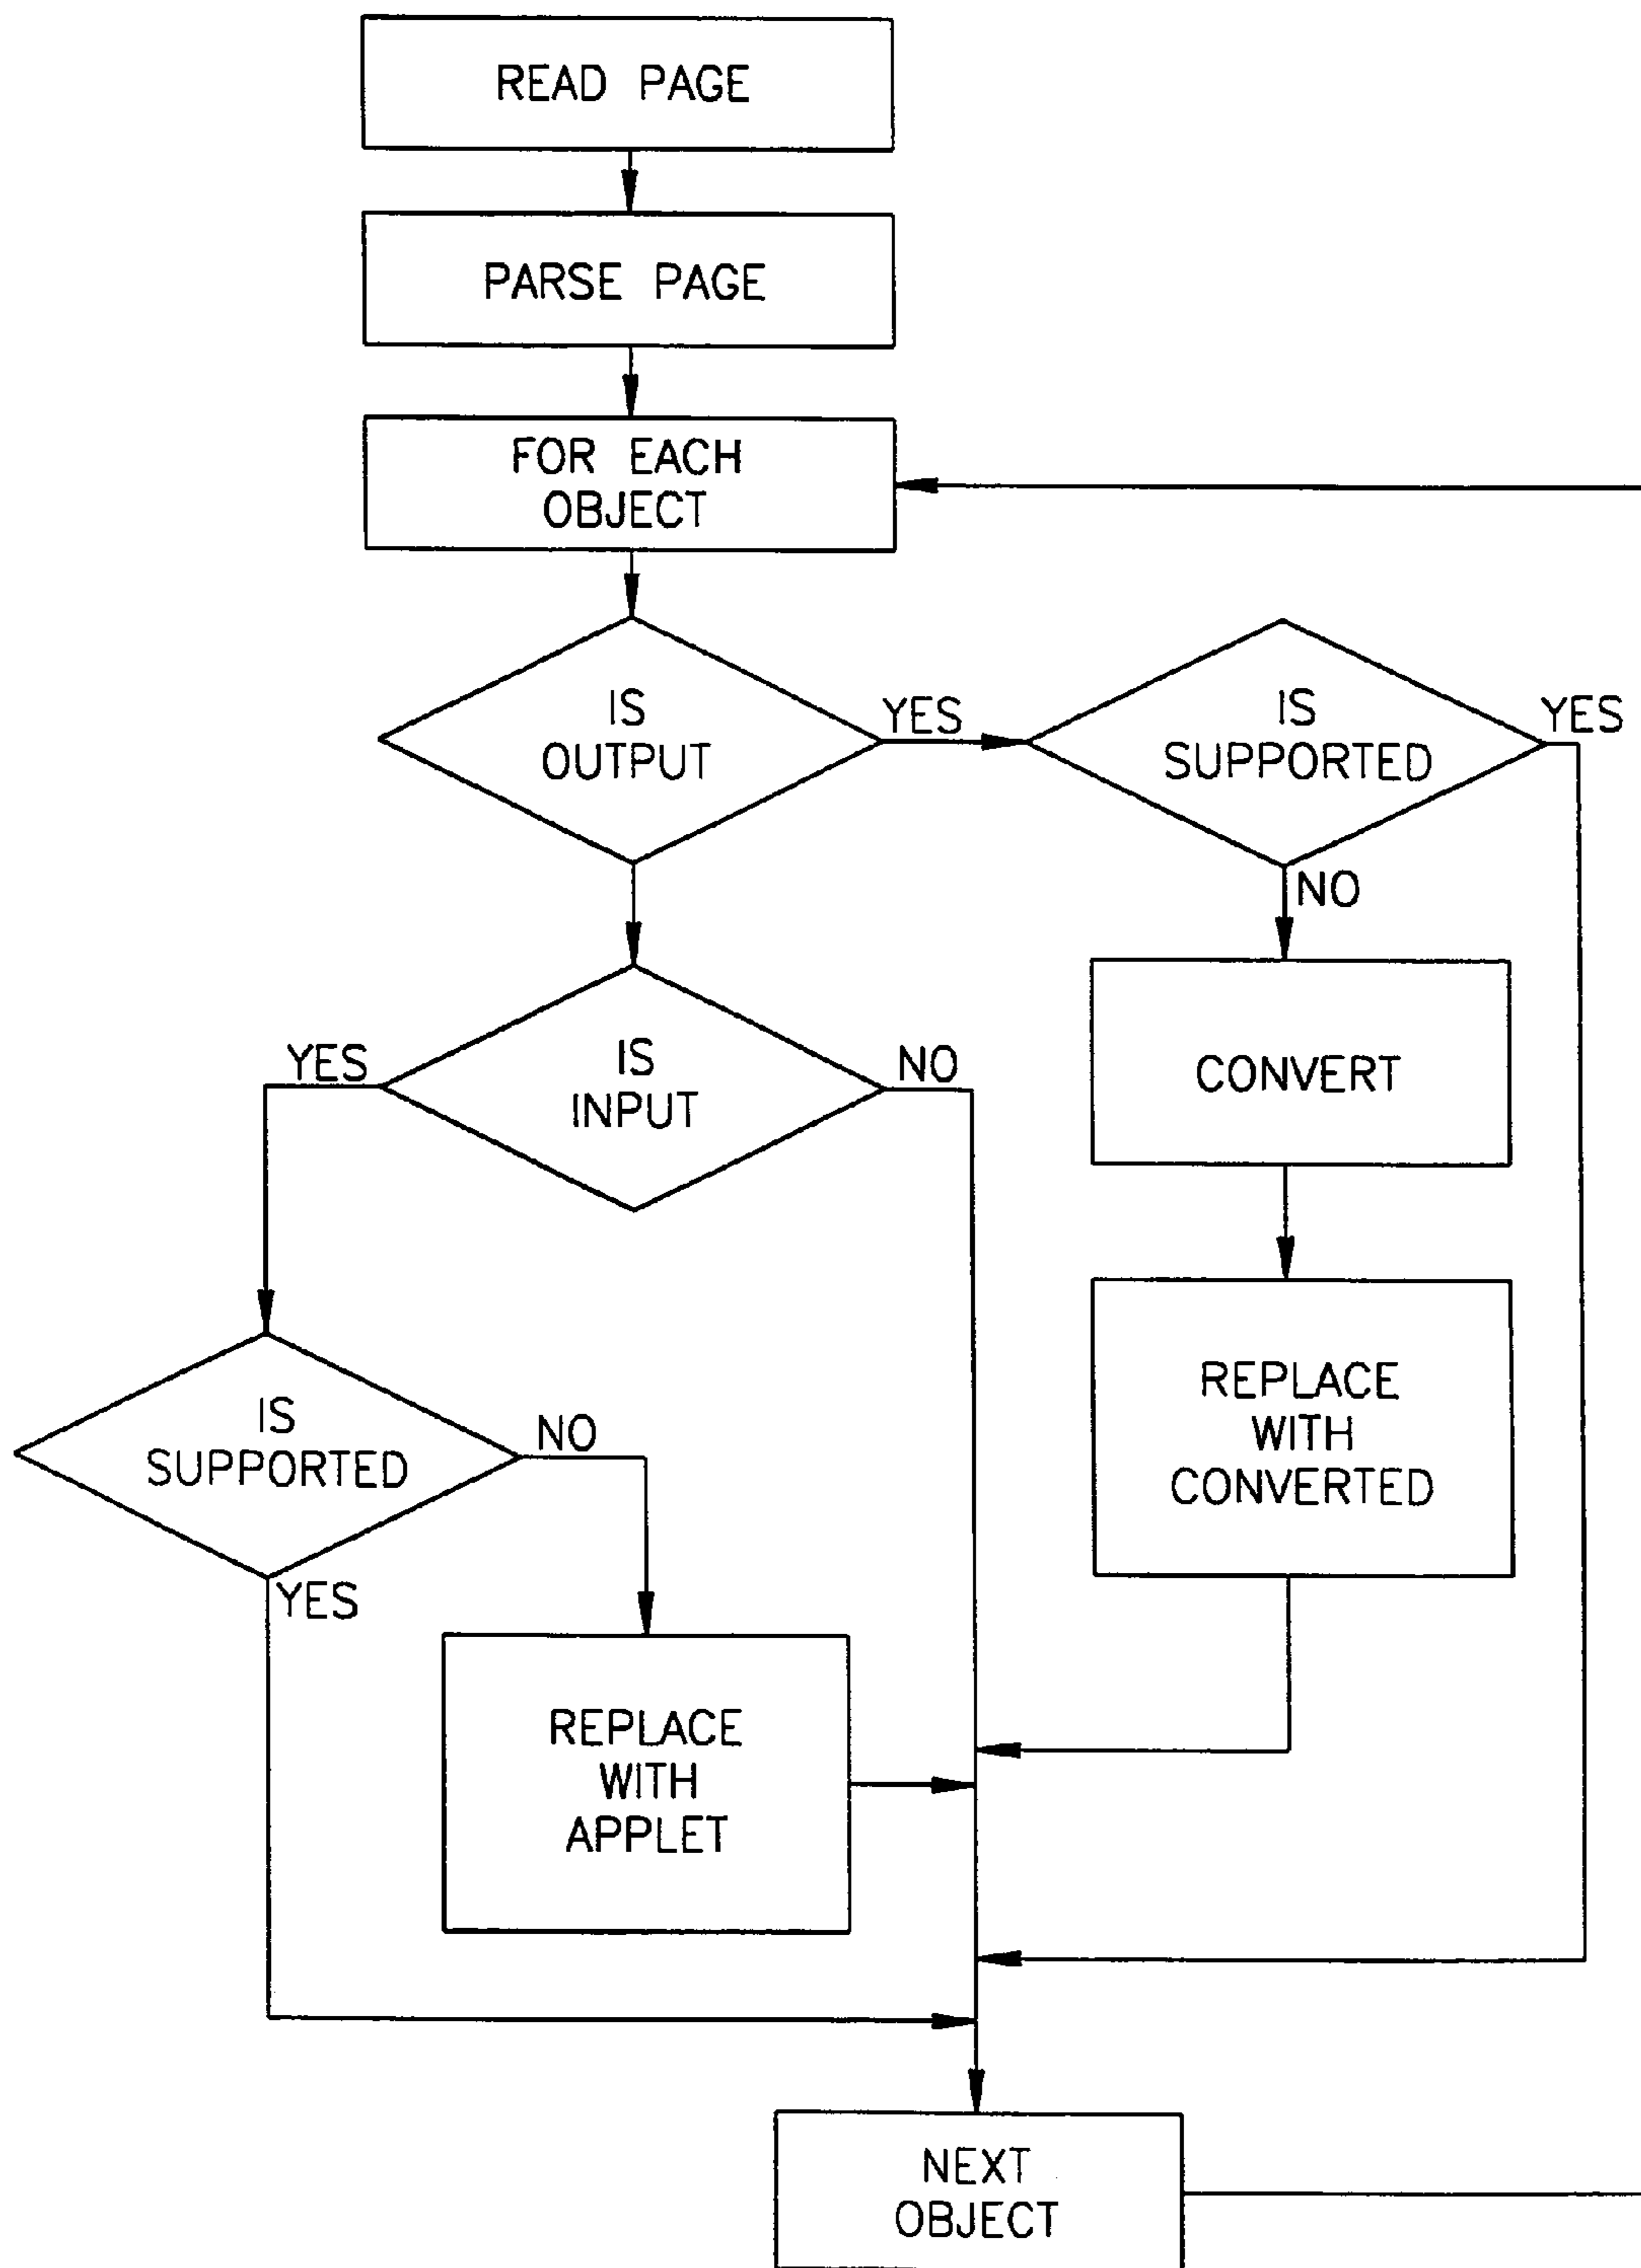 READ PAGE
PARSE PAGE
FOR EACH
OBJECT
IS
OUTPUT
YES
IS
SUPPORTED
YES
NO
IS
INPUT
YES
NO
CONVERT
REPLACE
WITH
CONVERTED
IS
SUPPORTED
NO
YES
REPLACE
WITH
APPLET
NEXT
OBJECT